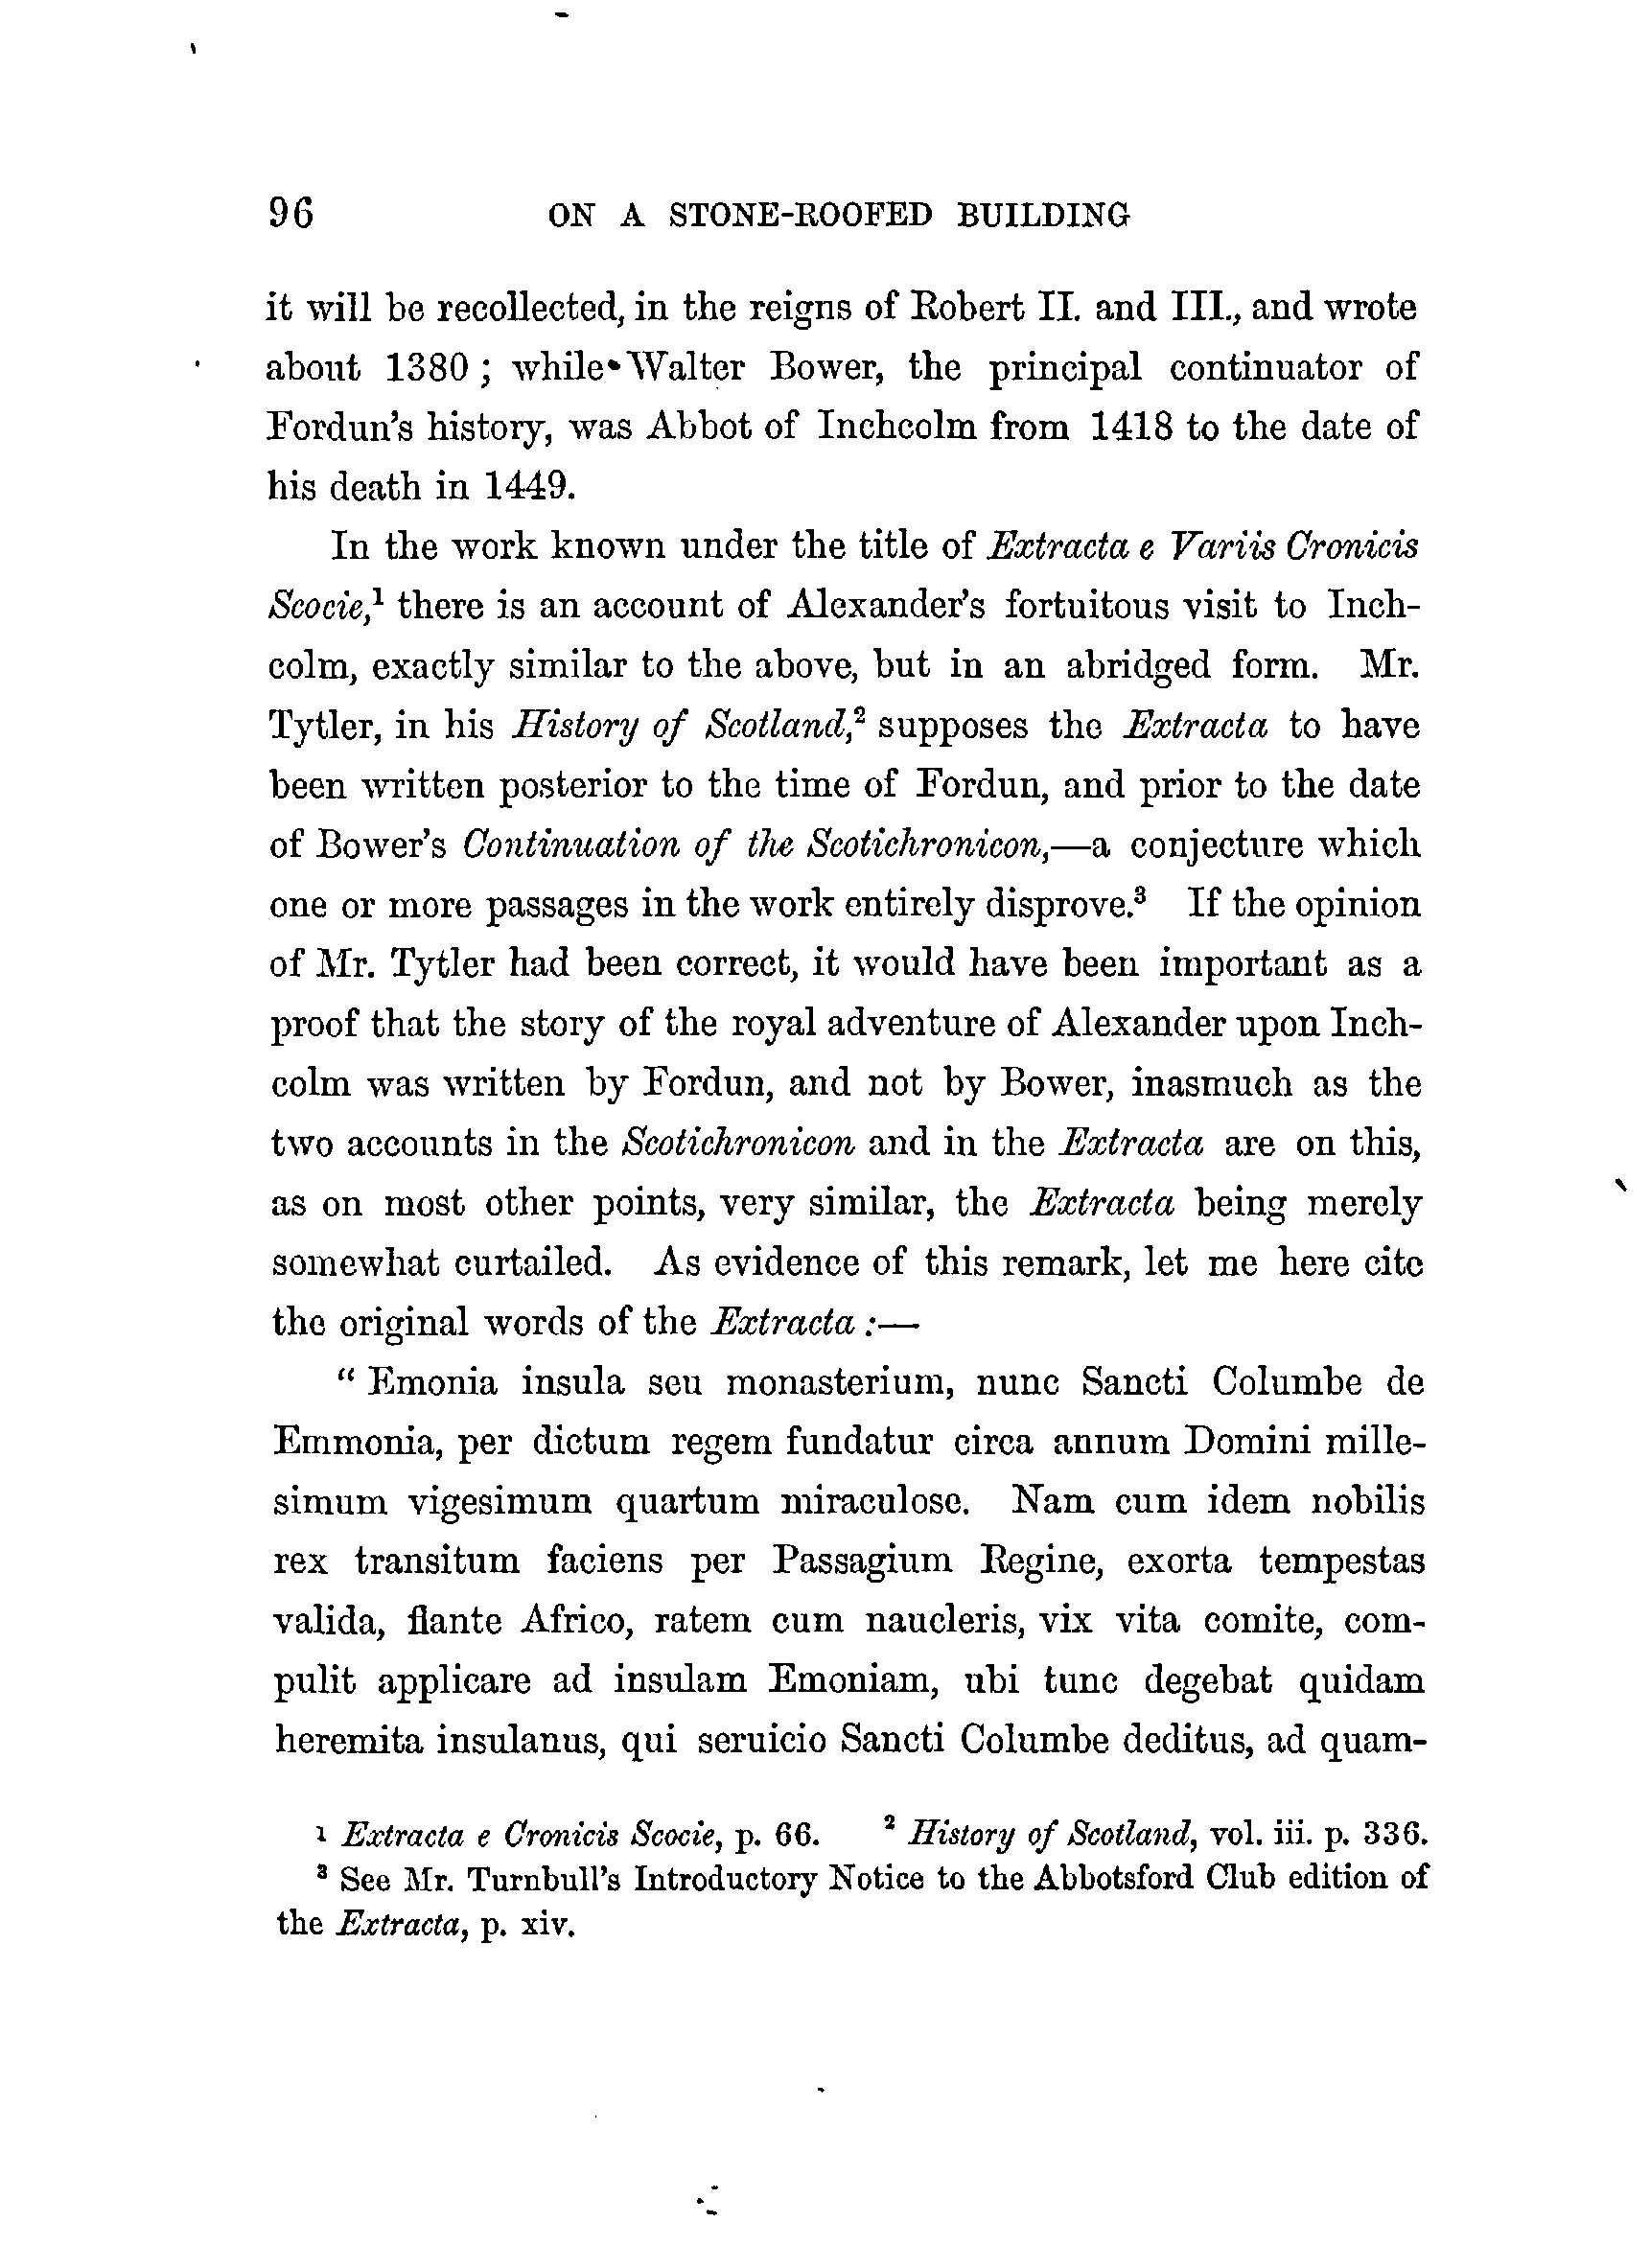 96 ON A STONE-ROOFED BUILDING
it will be recollected, in the reigns of Robert II. and III., and wrote
about 1380 ; while Walter Bower, the principal continuator of
Fordun's history, was Abbot of Inchcolm from 1418 to the date of
his death in 1449.
In the work known under the title of Extracta e Variis Cronicis
Scocie,¹ there is an account of Alexander's fortuitous visit to Inch-
colm, exactly similar to the above, but in an abridged form. Mr.
Tytler, in his History of Scotland,² supposes the Extracta to have
been written posterior to the time of Fordun, and prior to the date
of Bower's Continuation of the Scotichronicon,—a conjecture which
one or more passages in the work entirely disprove.³ If the opinion
of Mr. Tytler had been correct, it would have been important as a
proof that the story of the royal adventure of Alexander upon Inch-
colm was written by Fordun, and not by Bower, inasmuch as the
two accounts in the Scotichronicon and in the Extracta are on this,
as on most other points, very similar, the Extracta being merely
somewhat curtailed. As evidence of this remark, let me here cite
the original words of the Extracta :—
“ Emonia insula seu monasterium, nunc Sancti Columbe de
Emmonia, per dictum regem fundatur circa annum Domini mille-
simum vigesimum quartum miraculose. Nam cum idem nobilis
rex transitum faciens per Passagium Regine, exorta tempestas
valida, flante Africo, ratem cum naucleris, vix vita comite, com-
pulit applicare ad insulam Emoniam, ubi tunc degebat quidam
heremita insulanus, qui seruicio Sancti Columbe deditus, ad quam-
¹ Extracta e Cronicis Scocie, p. 66. ² History of Scotland, vol. iii. p. 336.
³ See Mr. Turnbull's Introductory Notice to the Abbotsford Club edition of
the Extracta, p. xiv.